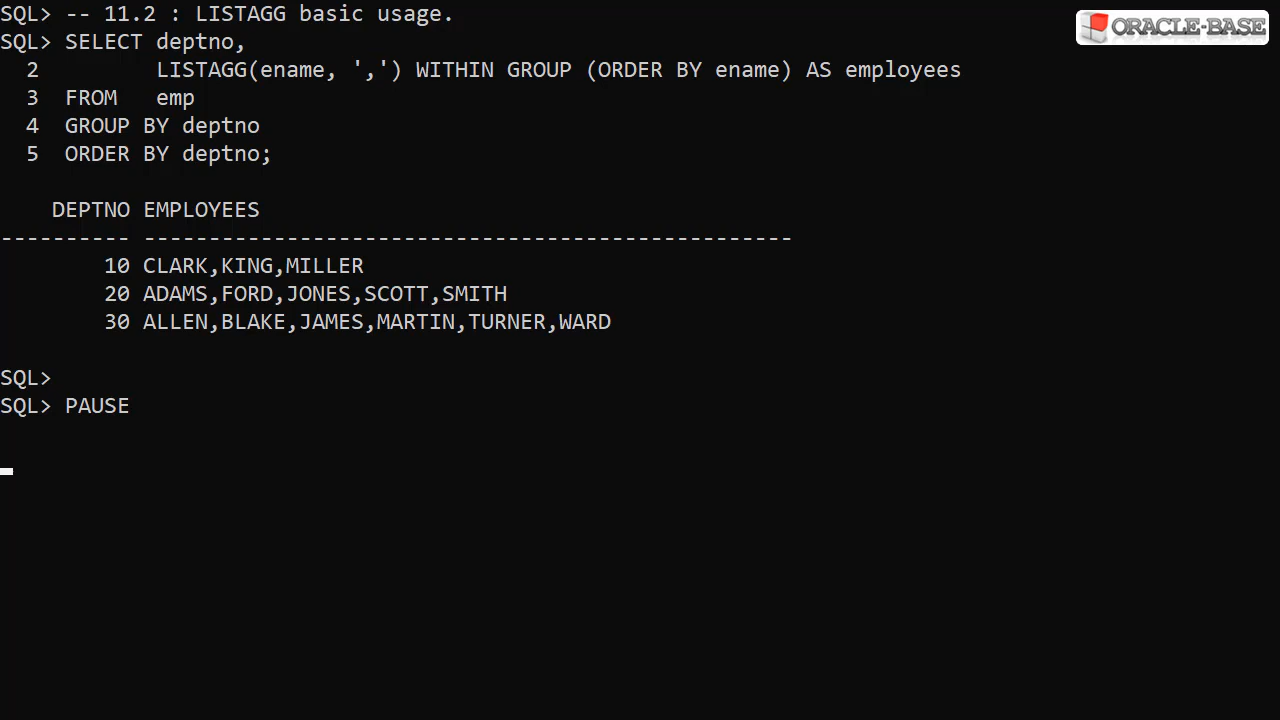 SQL> -- 11.2 : LISTAGG basic usage.
SQL> SELECT deptno,
  2         LISTAGG(ename, ',') WITHIN GROUP (ORDER BY ename) AS employees
  3  FROM   emp
  4  GROUP BY deptno
  5  ORDER BY deptno;
    DEPTNO EMPLOYEES
---------- --------------------------------------------------
        10 CLARK,KING,MILLER
        20 ADAMS,FORD,JONES,SCOTT,SMITH
        30 ALLEN,BLAKE,JAMES,MARTIN,TURNER,WARD
SQL>
SQL> PAUSE
ORACLE-BASE